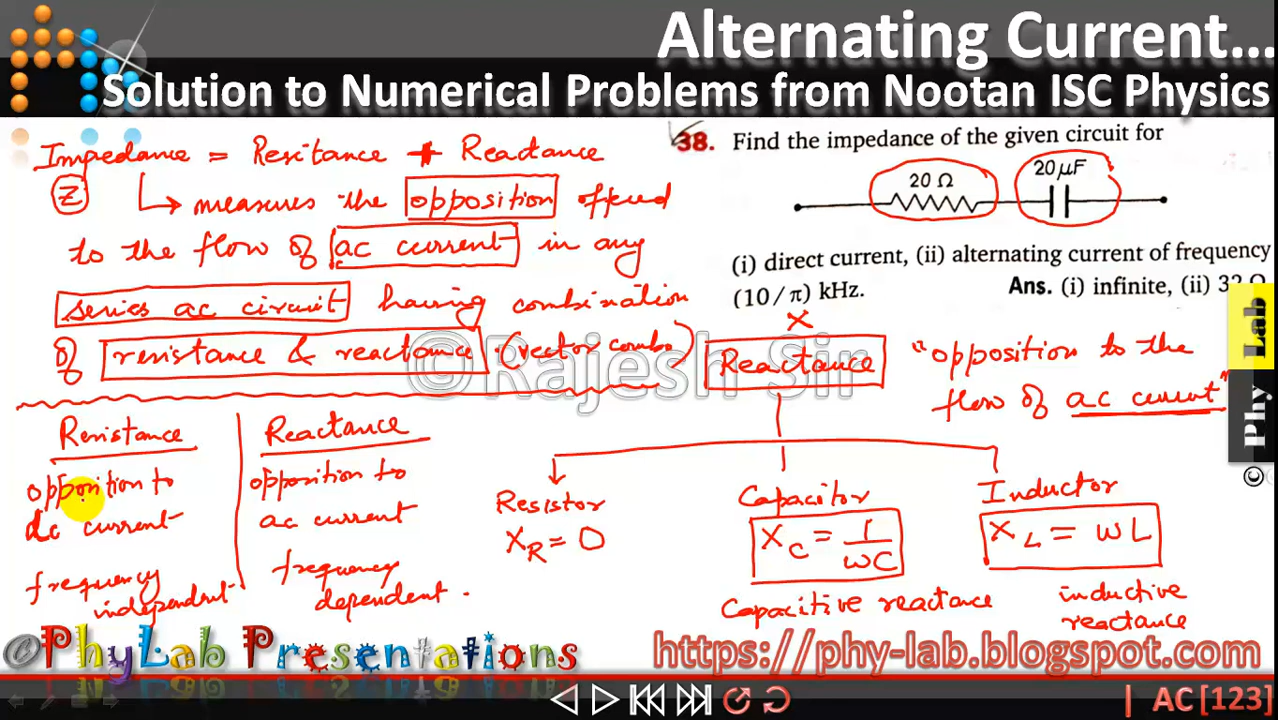 Alternating Current...
Solution to Numerical Problems from Nootan ISC Physics
Impedance = Resitance + Reactance
Z
measures the opposition offered
to the flow of ac current in any
series ac circuit having combination
of resistance & reactance. (vector combo)
38. Find the impedance of the given circuit for
20 Ω
20 μF
(i) direct current, (ii) alternating current of frequency
(10/π) kHz.
Ans. (i) infinite, (ii) 32 Ω
©Rajesh Sir
X
Reactance
"opposition to the
flow of ac current"
© Phy Lab
Resistance
opposition to
dc current
frequency
independent
Reactance
opposition to
ac current
frequency
dependent.
Resistor
X_R = 0
Capacitor
X_C = 1/ωC
Capacitive reactance
Inductor
X_L = ωL
inductive
reactance
©PhyLab Presentations
https://phy-lab.blogspot.com
| AC [123]